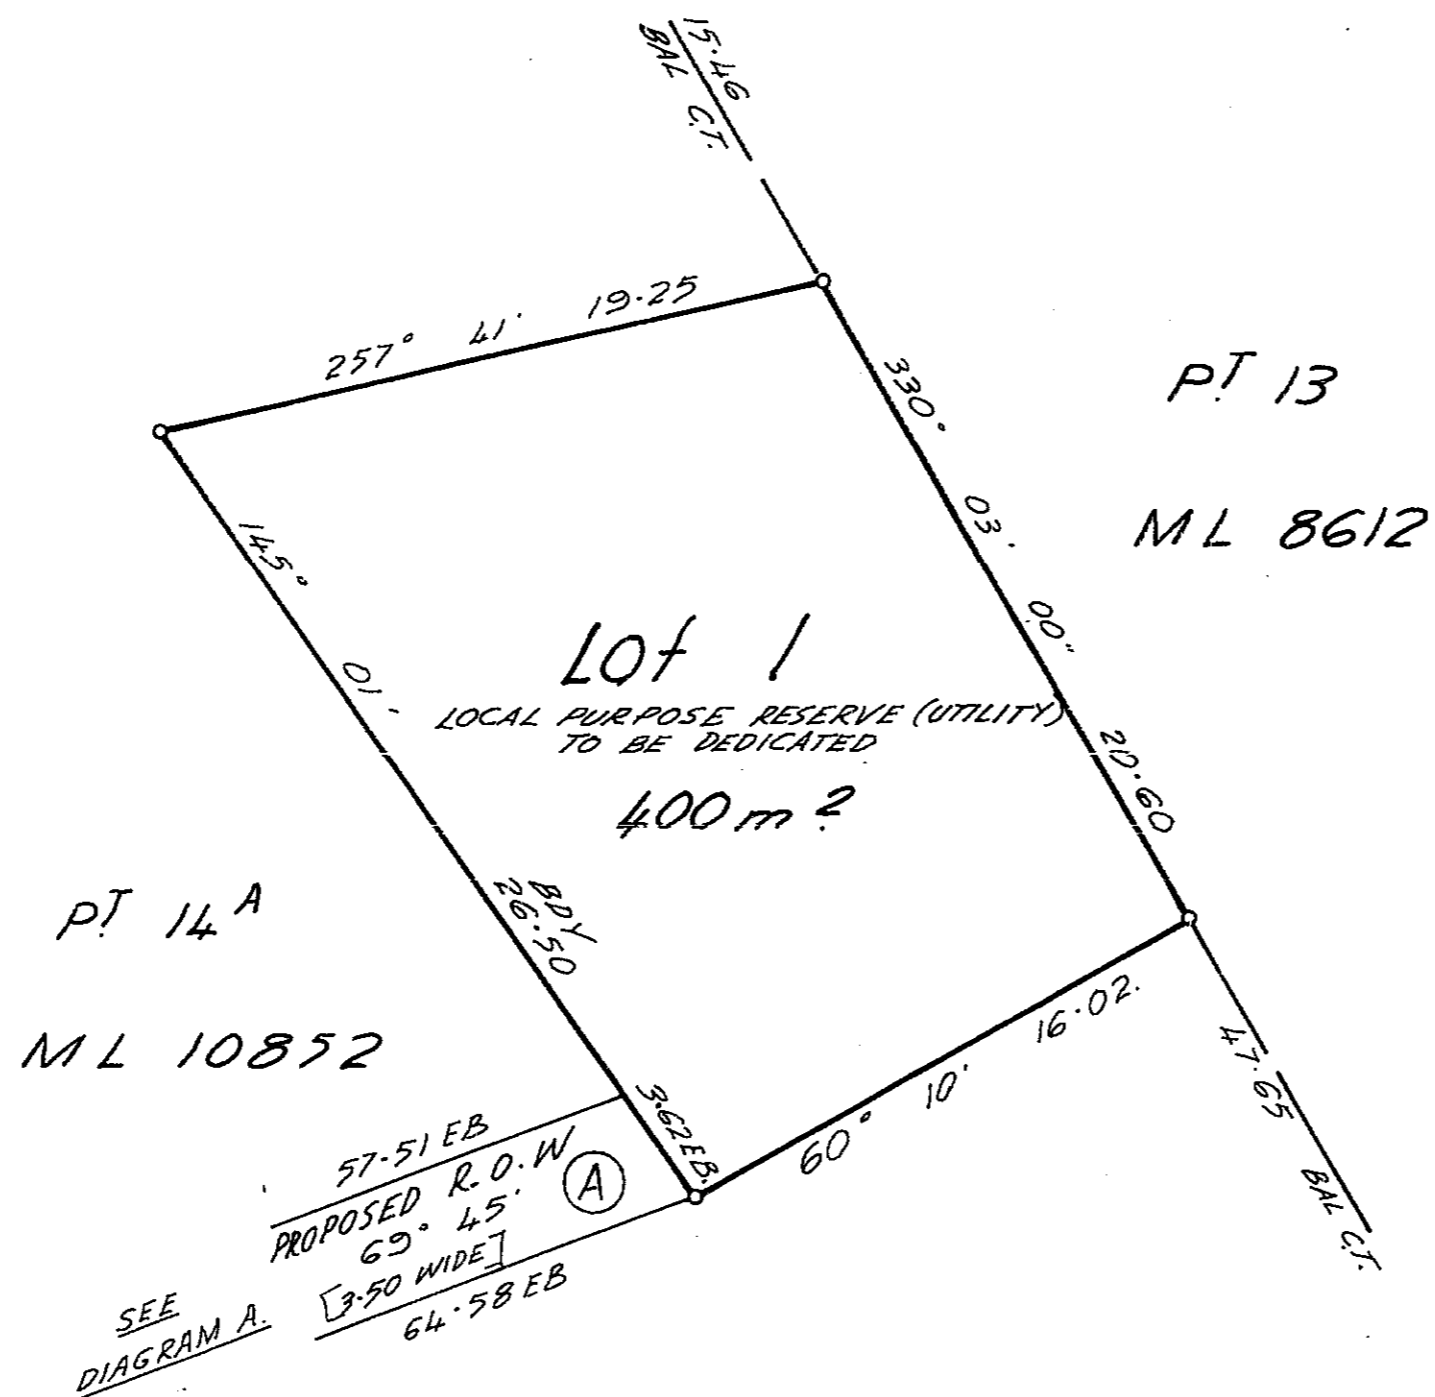 15·46
BAL C.T.
257° 41' 19·25
330° 03' 00" 20·60
PT 13
ML 8612
145° 01'
BDY
26·50
Lot 1
LOCAL PURPOSE RESERVE (UTILITY)
TO BE DEDICATED
400 m²
PT 14A
ML 10852
3·62 EB.
60° 10' 16·02.
47·65
BAL C.T.
57·51 EB
PROPOSED R.O.W
A
69° 45'
[3·50 WIDE]
64·58 EB
SEE
DIAGRAM A.